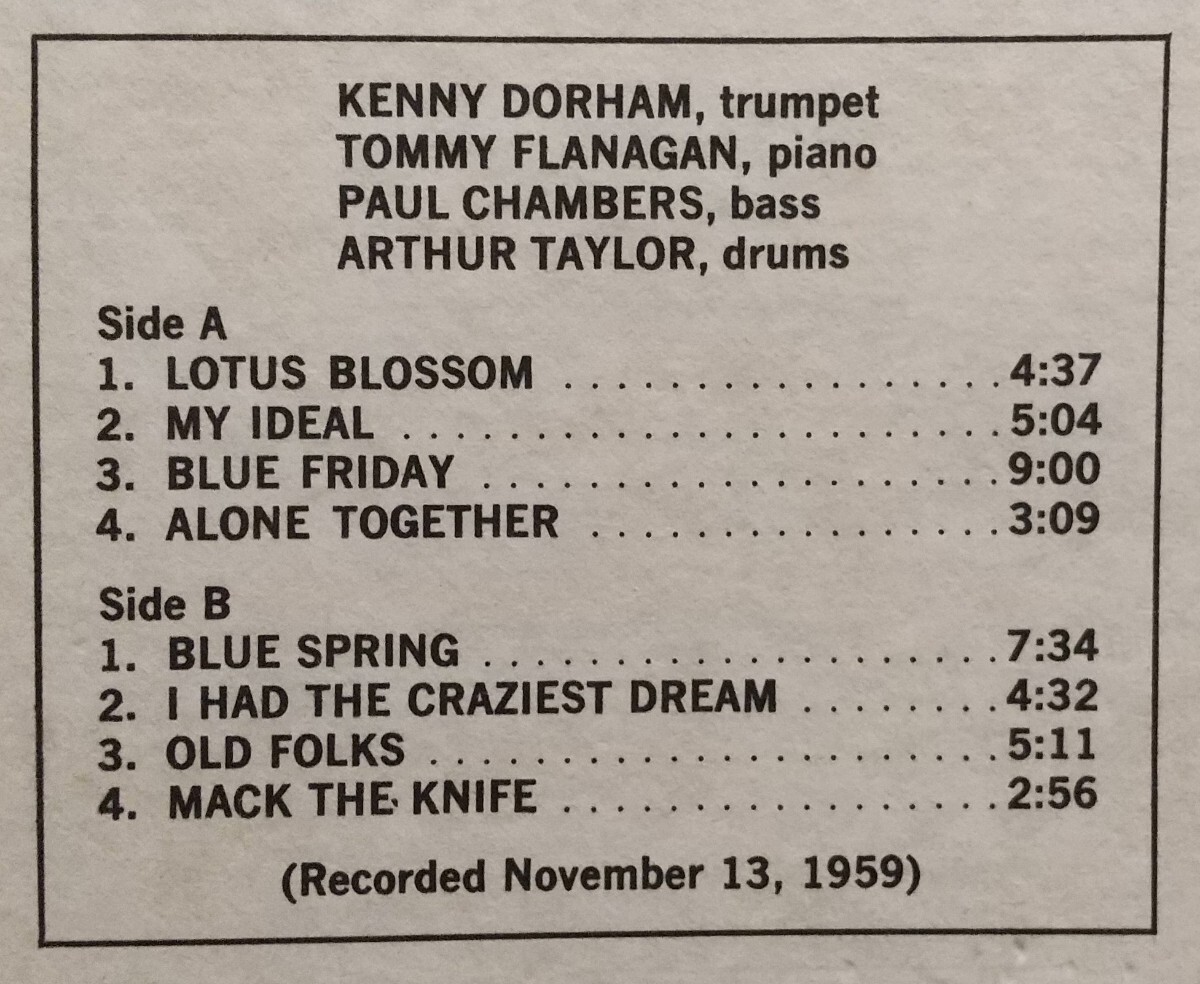 KENNY DORHAM, trumpet
TOMMY FLANAGAN, piano
PAUL CHAMBERS, bass
ARTHUR TAYLOR, drums
Side A
1. LOTUS BLOSSOM . . . . . . . . . . . . . . . . . . . 4:37
2. MY IDEAL . . . . . . . . . . . . . . . . . . . . . . . . . . 5:04
3. BLUE FRIDAY . . . . . . . . . . . . . . . . . . . . . . . 9:00
4. ALONE TOGETHER . . . . . . . . . . . . . . . . . . 3:09
Side B
1. BLUE SPRING . . . . . . . . . . . . . . . . . . . . . . . 7:34
2. I HAD THE CRAZIEST DREAM . . . . . . . . . 4:32
3. OLD FOLKS . . . . . . . . . . . . . . . . . . . . . . . . . 5:11
4. MACK THE KNIFE . . . . . . . . . . . . . . . . . . . 2:56
(Recorded November 13, 1959)